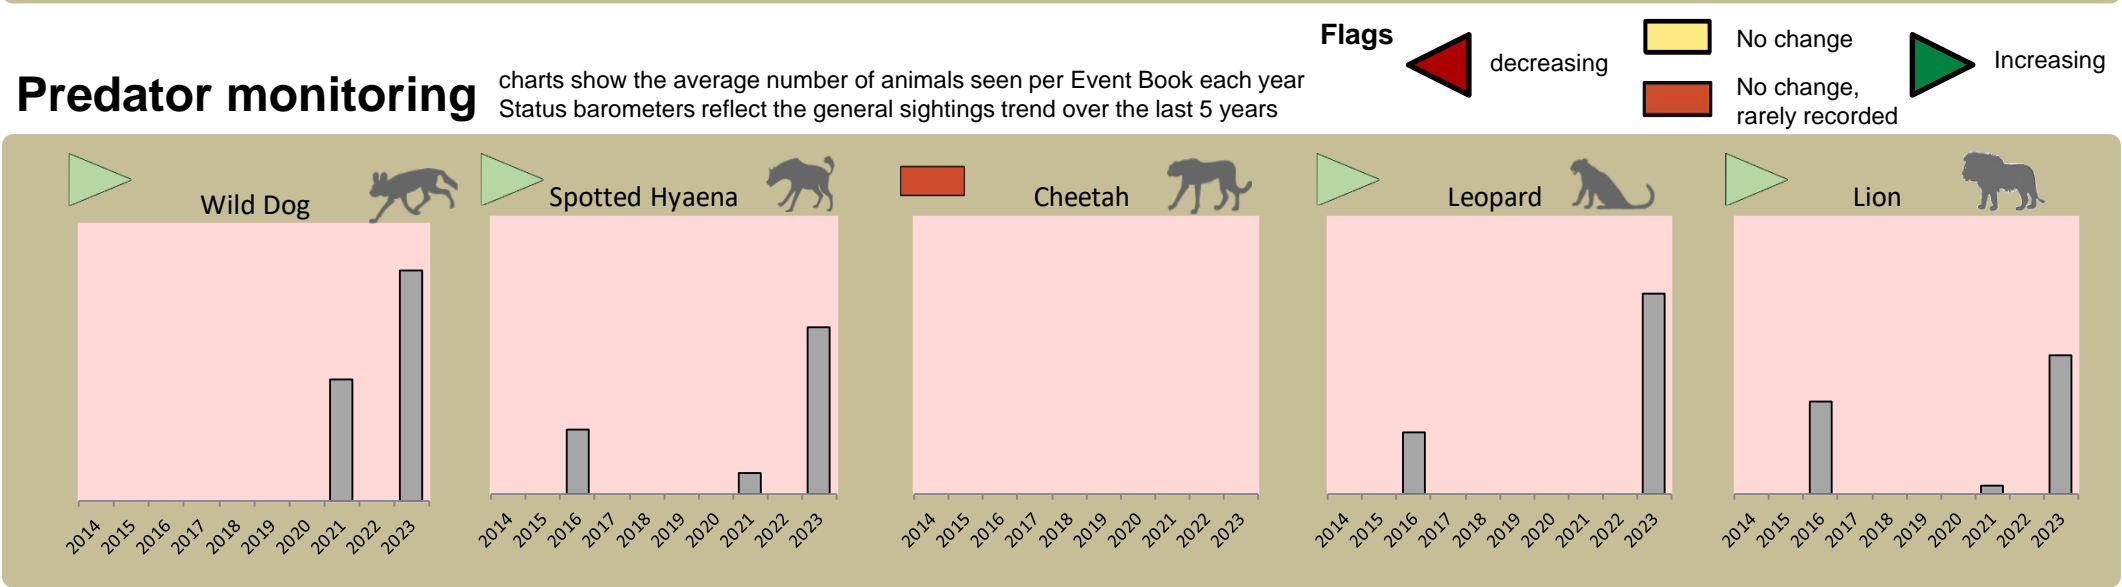 Flags
decreasing
No change
No change,
rarely recorded
Increasing
Predator monitoring
charts show the average number of animals seen per Event Book each year
Status barometers reflect the general sightings trend over the last 5 years
Wild Dog
2014 2015 2016 2017 2018 2019 2020 2021 2022 2023
Spotted Hyaena
2014 2015 2016 2017 2018 2019 2020 2021 2022 2023
Cheetah
2014 2015 2016 2017 2018 2019 2020 2021 2022 2023
Leopard
2014 2015 2016 2017 2018 2019 2020 2021 2022 2023
Lion
2014 2015 2016 2017 2018 2019 2020 2021 2022 2023